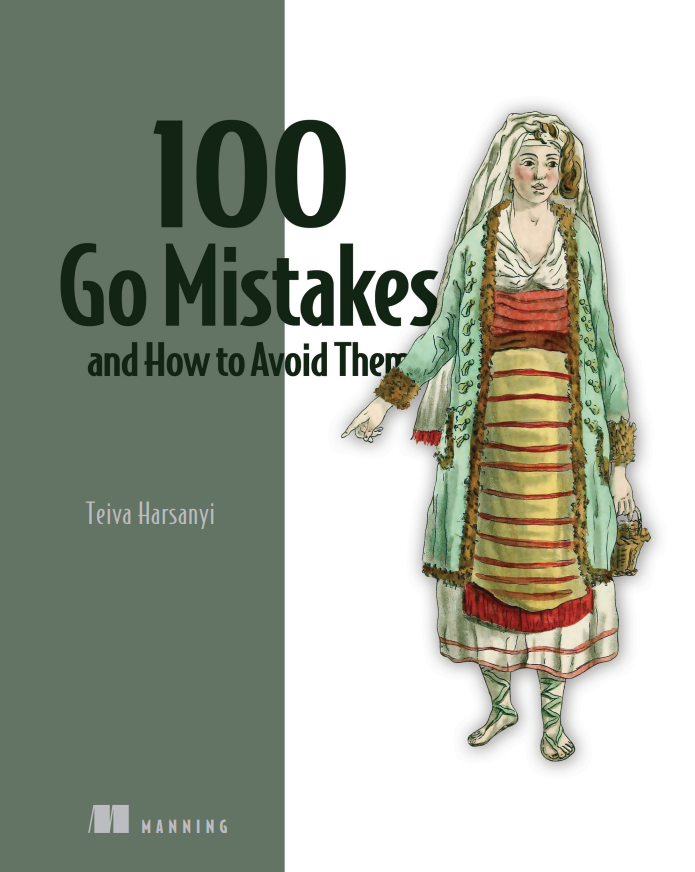 100
Go Mistakes
and How to Avoid Them
Teiva Harsanyi
MANNING